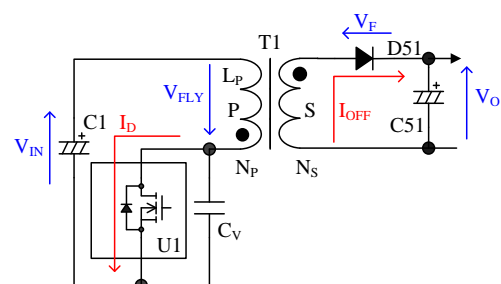 T1
V_F
D51
L_P
V_FLY
P
S
I_OFF
C51
V_O
C1
I_D
V_IN
N_P
N_S
U1
C_V